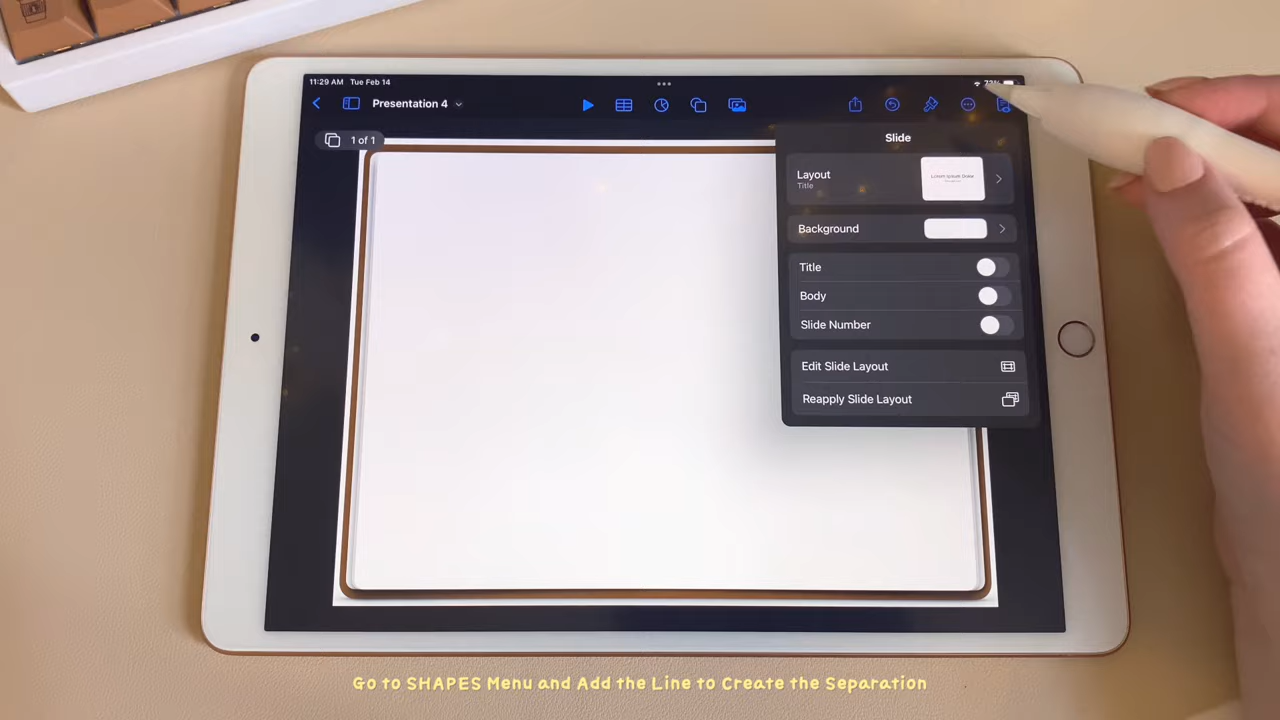 11:29 AM Tue Feb 14
Presentation 4
1 of 1
Slide
Layout
Title
Background
Title
Body
Slide Number
Edit Slide Layout
Reapply Slide Layout
Go to SHAPES Menu and Add the Line to Create the Separation